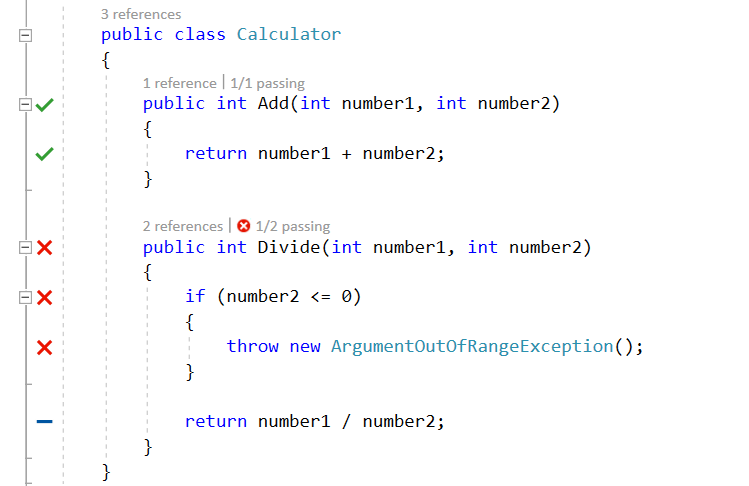 3 references
public class Calculator
{
1 reference | 1/1 passing
public int Add(int number1, int number2)
{
return number1 + number2;
}
2 references | 1/2 passing
public int Divide(int number1, int number2)
{
if (number2 <= 0)
{
throw new ArgumentOutOfRangeException();
}
return number1 / number2;
}
}